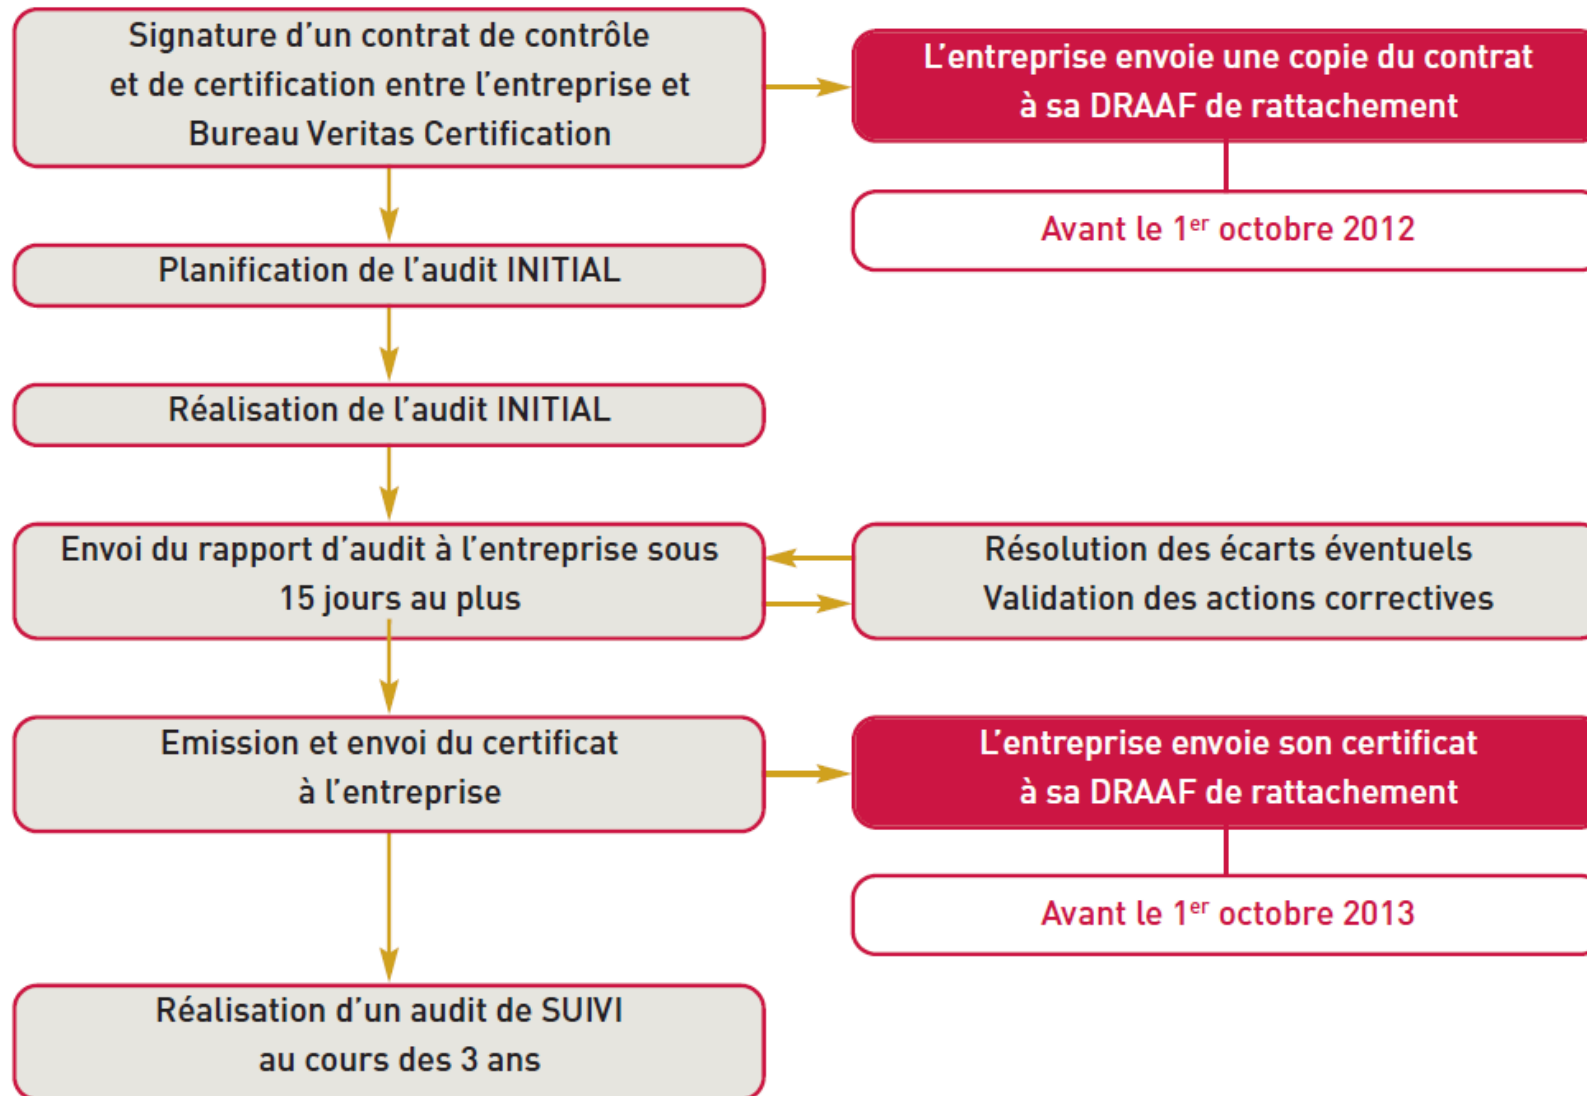 Signature d'un contrat de contrôle
et de certification entre l'entreprise et
Bureau Veritas Certification
L'entreprise envoie une copie du contrat
à sa DRAAF de rattachement
Avant le 1er octobre 2012
Planification de l'audit INITIAL
Réalisation de l'audit INITIAL
Envoi du rapport d'audit à l'entreprise sous
15 jours au plus
Résolution des écarts éventuels
Validation des actions correctives
Emission et envoi du certificat
à l'entreprise
L'entreprise envoie son certificat
à sa DRAAF de rattachement
Avant le 1er octobre 2013
Réalisation d'un audit de SUIVI
au cours des 3 ans